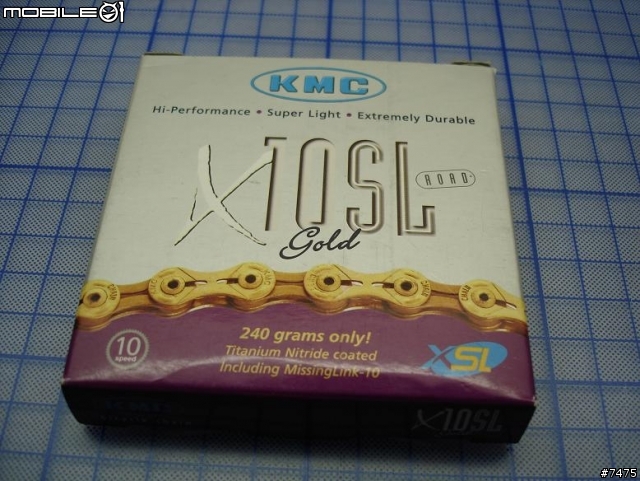 MOBILE01
KMC
Hi-Performance • Super Light • Extremely Durable
X10SL
ROAD
Gold
240 grams only!
Titanium Nitride coated
Including MissingLink-10
10
speed
XSL
X10SL
#7475